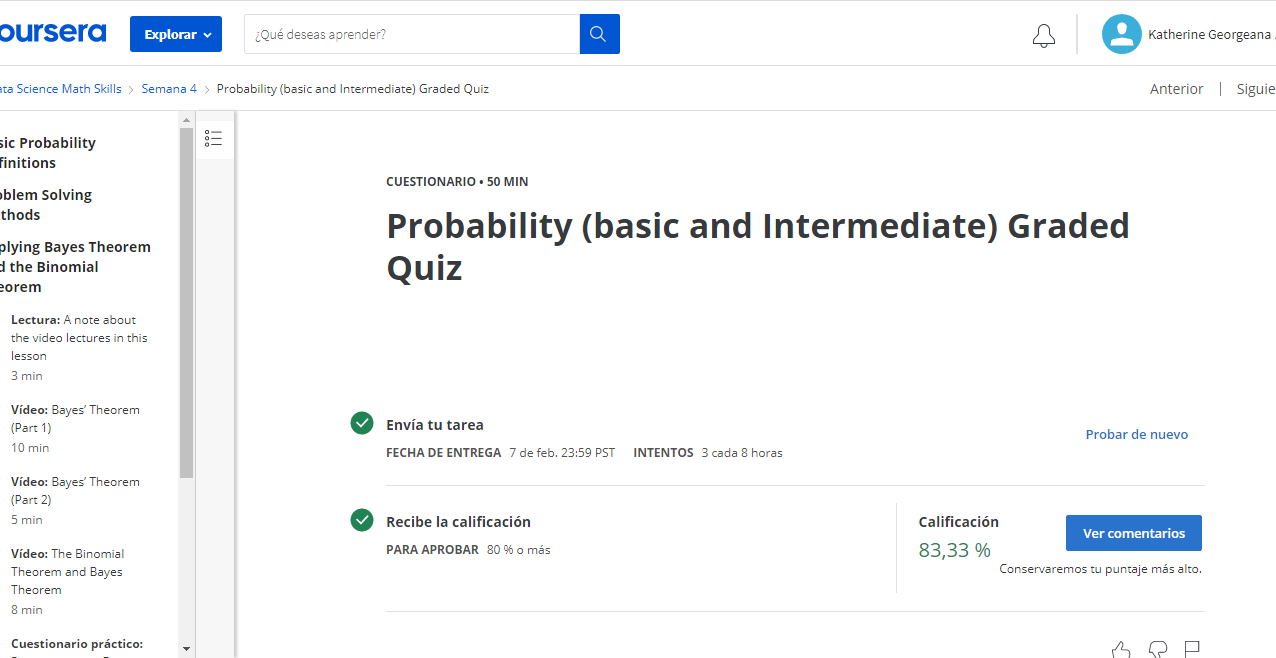 oursera
Explorar
¿Qué deseas aprender?
Katherine Georgeana
ata Science Math Skills > Semana 4 > Probability (basic and Intermediate) Graded Quiz
Anterior | Siguie
sic Probability
finitions
oblem Solving
thods
plying Bayes Theorem
d the Binomial
eorem
Lectura: A note about
the video lectures in this
lesson
3 min
Vídeo: Bayes’ Theorem
(Part 1)
10 min
Vídeo: Bayes’ Theorem
(Part 2)
5 min
Vídeo: The Binomial
Theorem and Bayes
Theorem
8 min
Cuestionario práctico:
CUESTIONARIO • 50 MIN
Probability (basic and Intermediate) Graded
Quiz
Envía tu tarea
FECHA DE ENTREGA 7 de feb. 23:59 PST INTENTOS 3 cada 8 horas
Probar de nuevo
Recibe la calificación
PARA APROBAR 80 % o más
Calificación
83,33 %
Ver comentarios
Conservaremos tu puntaje más alto.